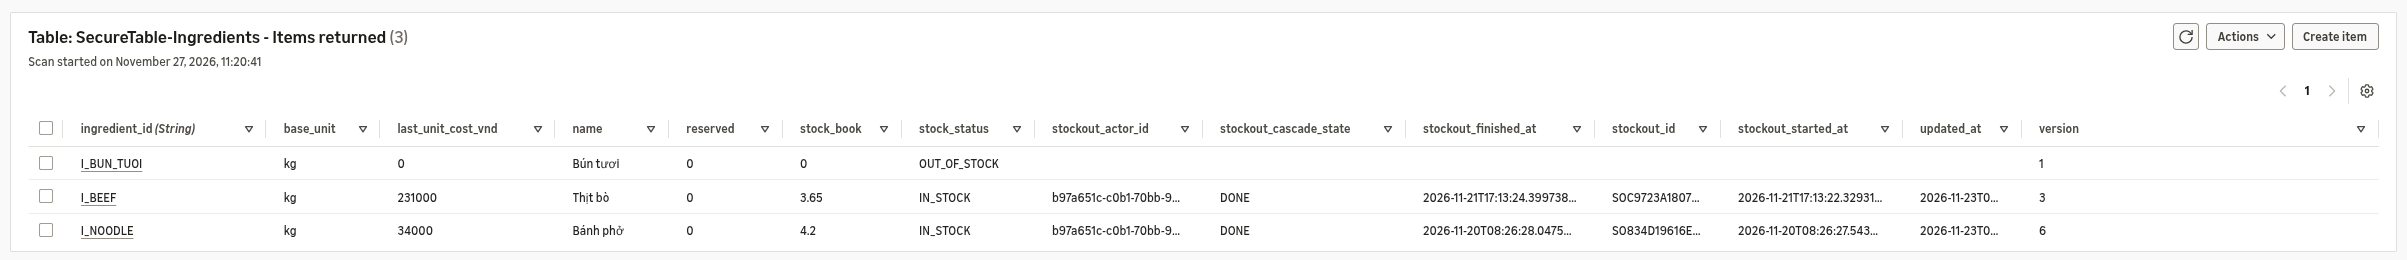 Table: SecureTable-Ingredients - Items returned (3)
Actions
Create item
Scan started on November 27, 2026, 11:20:41
1
ingredient_id (String) base_unit last_unit_cost_vnd name reserved stock_book stock_status stockout_actor_id stockout_cascade_state stockout_finished_at stockout_id stockout_started_at updated_at version
I_BUN_TUOI kg 0 Bún tươi 0 0 OUT_OF_STOCK 1
I_BEEF kg 231000 Thịt bò 0 3.65 IN_STOCK b97a651c-c0b1-70bb-9... DONE 2026-11-21T17:13:24.399738... SOC9723A1807... 2026-11-21T17:13:22.32931... 2026-11-23T0... 3
I_NOODLE kg 34000 Bánh phở 0 4.2 IN_STOCK b97a651c-c0b1-70bb-9... DONE 2026-11-20T08:26:28.0475... SO834D19616E... 2026-11-20T08:26:27.543... 2026-11-23T0... 6